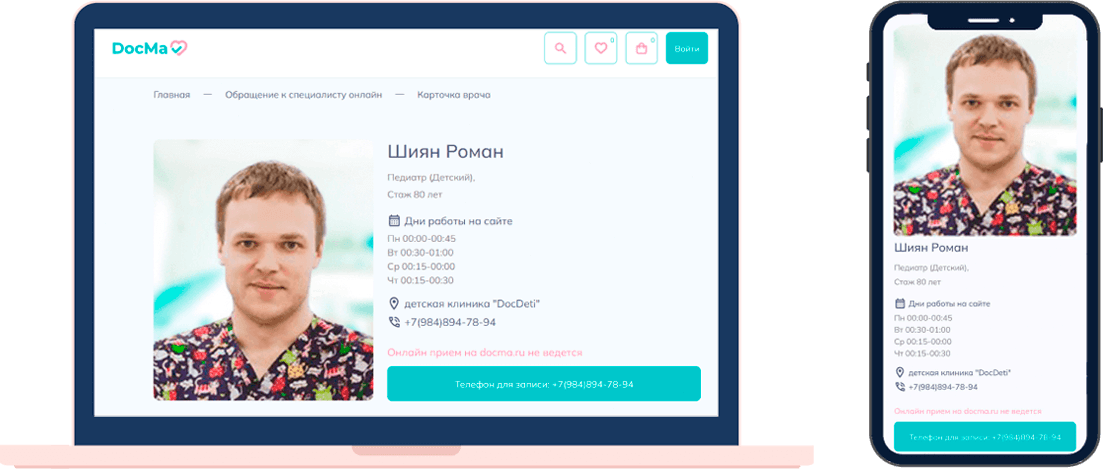 DocMa
0
0
Войти
Главная — Обращение к специалисту онлайн — Карточка врача
Шиян Роман
Педиатр (Детский),
Стаж 80 лет
Дни работы на сайте
Пн 00:00-00:45
Вт 00:30-01:00
Ср 00:15-00:00
Чт 00:15-00:30
детская клиника "DocDeti"
+7(984)894-78-94
Онлайн прием на docma.ru не ведется
Телефон для записи: +7(984)894-78-94
Шиян Роман
Педиатр (Детский),
Стаж 80 лет
Дни работы на сайте
Пн 00:00-00:45
Вт 00:30-01:00
Ср 00:15-00:00
Чт 00:15-00:30
детская клиника "DocDeti"
+7(984)894-78-94
Онлайн прием на docma.ru не ведется
Телефон для записи: +7(984)894-78-94